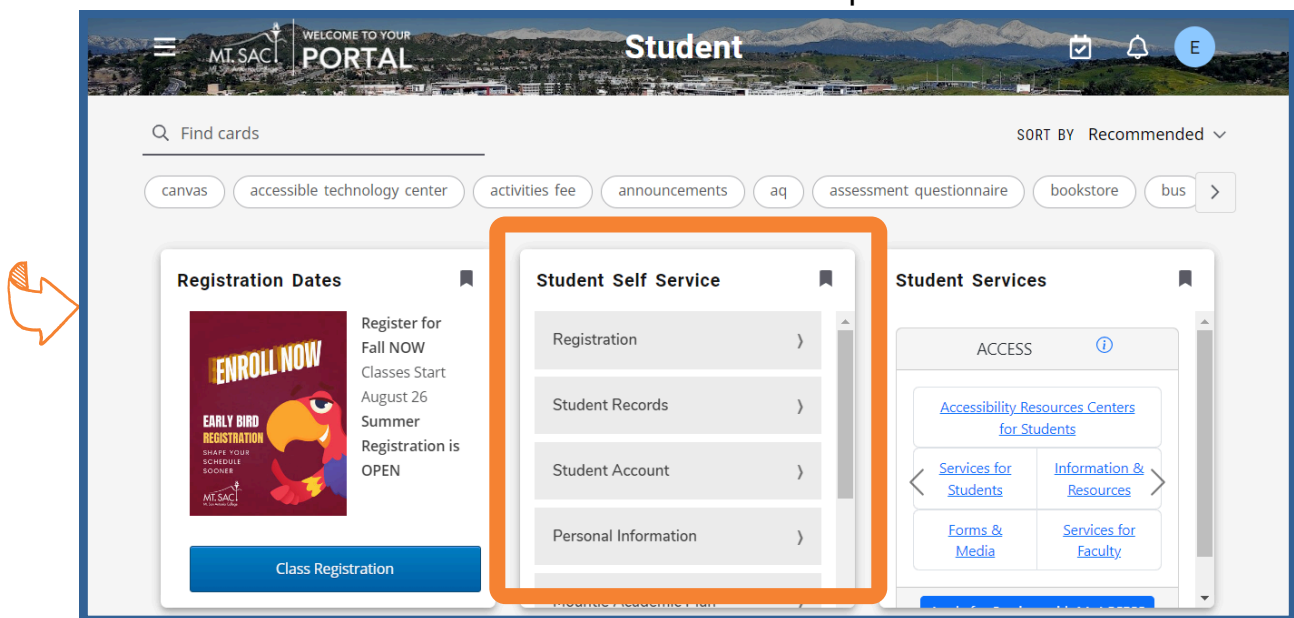 WELCOME TO YOUR
MT. SAC PORTAL
Student
E
Find cards
SORT BY Recommended
canvas accessible technology center activities fee announcements aq assessment questionnaire bookstore bus
Registration Dates
ENROLL NOW
EARLY BIRD
REGISTRATION
SHAPE YOUR
SCHEDULE
SOONER
MT. SAC
Register for
Fall NOW
Classes Start
August 26
Summer
Registration is
OPEN
Class Registration
Student Self Service
Registration
Student Records
Student Account
Personal Information
Mountie Academic Plan
Student Services
ACCESS
Accessibility Resources Centers
for Students
Services for
Students
Information &
Resources
Forms &
Media
Services for
Faculty